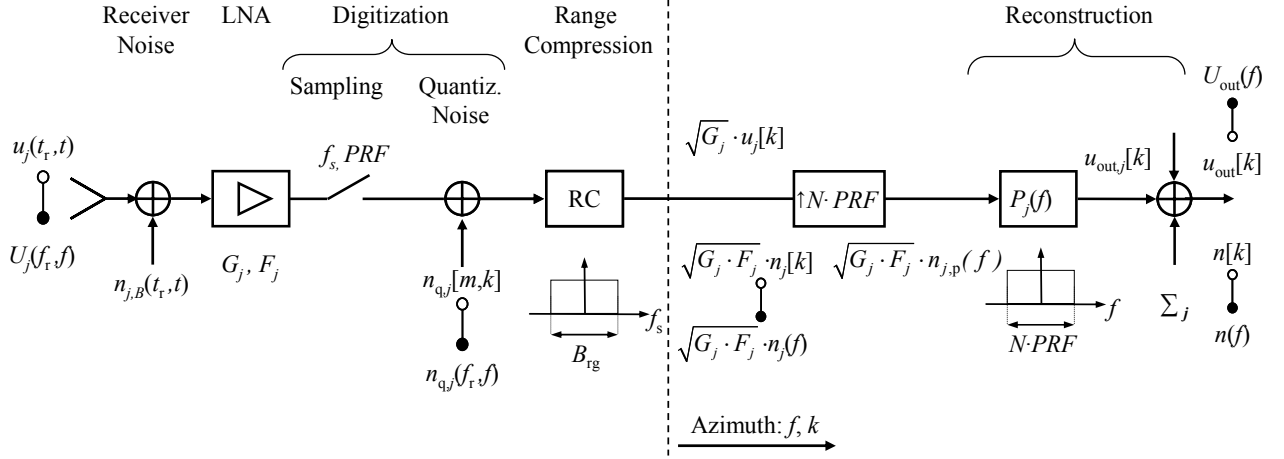 Receiver Noise
LNA
Digitization
Sampling
Quantiz. Noise
Range Compression
Reconstruction
u_j(t_r,t)
U_j(f_r,f)
n_{j,B}(t_r,t)
G_j, F_j
f_s, PRF
n_{q,j}[m,k]
n_{q,j}(f_r,f)
RC
f_s
B_rg
√G_j · u_j[k]
√G_j · F_j · n_j[k]
√G_j · F_j · n_j(f)
↑N·PRF
√G_j · F_j · n_{j,p}(f)
P_j(f)
f
N·PRF
u_{out,j}[k]
Σ_j
U_out(f)
u_out[k]
n[k]
n(f)
Azimuth: f, k